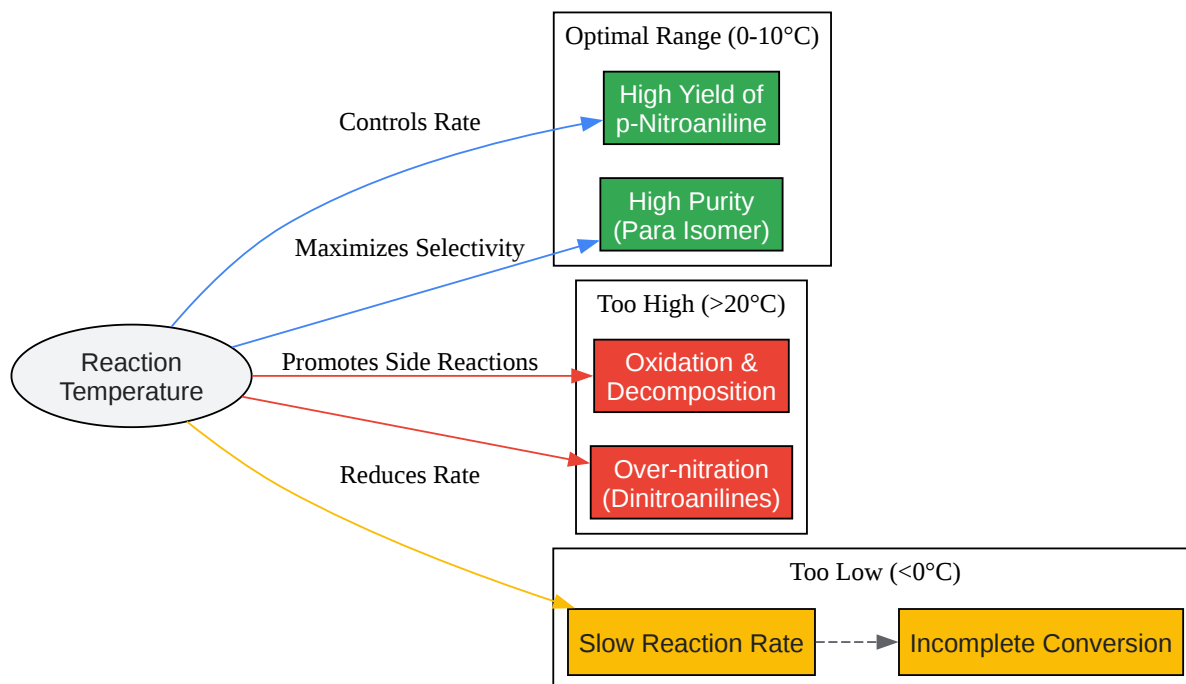 Optimal Range (0-10°C)
High Yield of
p-Nitroaniline
Controls Rate
High Purity
(Para Isomer)
Maximizes Selectivity
Too High (>20°C)
Reaction
Temperature
Promotes Side Reactions
Oxidation &
Decomposition
Over-nitration
(Dinitroanilines)
Reduces Rate
Too Low (<0°C)
Slow Reaction Rate
Incomplete Conversion